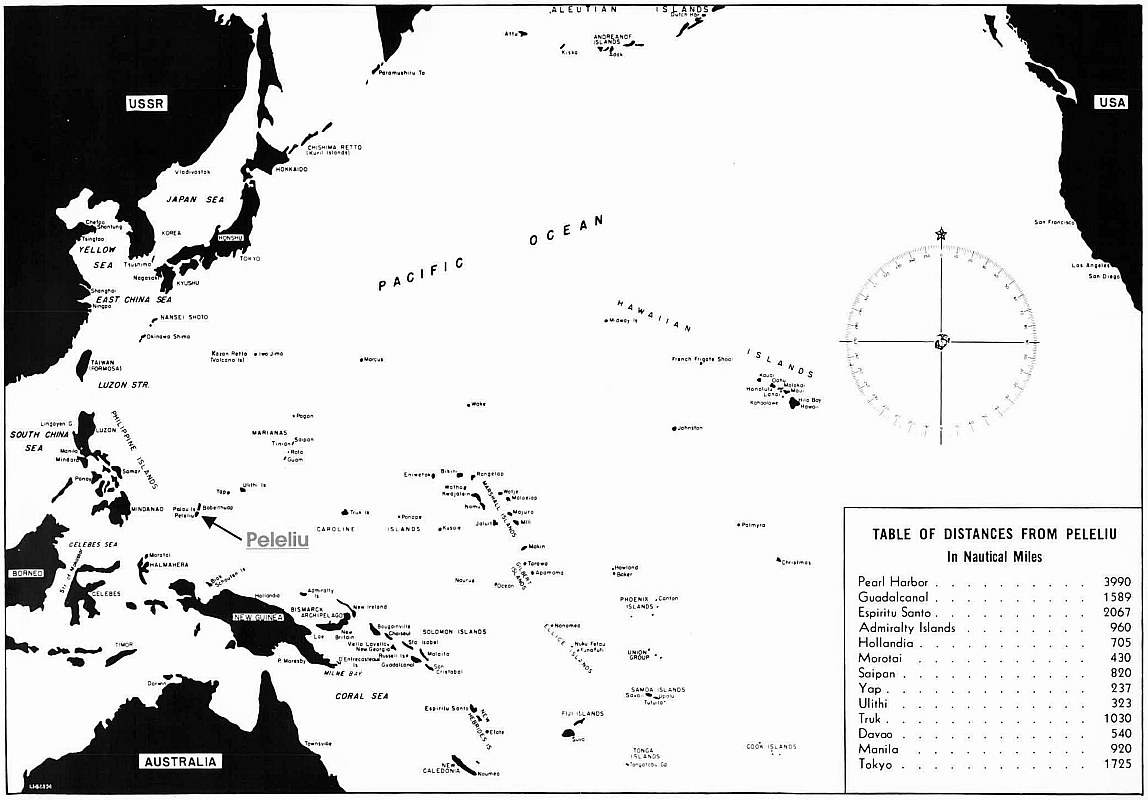 ALEUTIAN ISLANDS
Dutch Har.
Attu
Kiska
ANDREANOF
ISLANDS
Adak
Paramushiru To
USSR
USA
CHISHIMA RETTO
(Kuril Islands)
HOKKAIDO
Vladivostok
JAPAN SEA
Chefoo
Shantung
Tsingtao
KOREA
HONSHU
TOKYO
YELLOW
SEA
Tsushima
Nagasaki
KYUSHU
Shanghai
EAST CHINA SEA
Ningpo
NANSEI SHOTO
Okinawa Shima
PACIFIC OCEAN
San Francisco
Los Angeles
San Diego
HAWAIIAN
Midway Is
ISLANDS
French Frigate Shoal
Kauai
Oahu
Molokai
Honolulu
Maui
Lanai
Kahoolawe
Hilo Bay
Hawaii
Kazan Retto
(Volcano Is)
Iwo Jima
Marcus
TAIWAN
(FORMOSA)
LUZON STR.
Wake
Johnston
Pagan
MARIANAS
Saipan
Tinian
Rota
Guam
PHILIPPINE ISLANDS
Lingayen G
LUZON
SOUTH CHINA
SEA
Manila
Mindoro
Samar
Panay
MINDANAO
Ulithi Is
Yap
Palau Is
Babelthuap
Peleliu
Peleliu
Eniwetok
Bikini
Rongelap
Wotho
Kwajalein
Wotje
Maloelap
Namu
MARSHALL ISLANDS
Majuro
Jaluit
Mili
Truk Is
Ponape
Kusaie
CAROLINE ISLANDS
Palmyra
Makin
CELEBES SEA
Morotai
HALMAHERA
BORNEO
Str. of Makassar
CELEBES
Biak
Schouten Is
Hollandia
Admiralty
Is
Tarawa
Apamama
GILBERT
ISLANDS
Nauru
Ocean
Howland
Baker
Christmas
PHOENIX
ISLANDS
Canton
NEW GUINEA
BISMARCK
ARCHIPELAGO
New Ireland
New
Britain
Lae
Bougainville
Choiseul
SOLOMON ISLANDS
Vella Lavella
New Georgia
Sta Isabel
Russell Is
Malaita
Guadalcanal
San
Cristobal
P. Moresby
D'Entrecasteaux
Is
MILNE BAY
CORAL SEA
TIMOR
Darwin
Nanomea
ELLICE ISLANDS
Nuku Fetau
Funafuti
UNION
GROUP
SAMOA ISLANDS
Savaii
Upolu
Tutuila
Espiritu Santo
NEW
HEBRIDES IS
Efate
FIJI ISLANDS
Suva
TONGA
ISLANDS
Tongatabu Gp
COOK ISLANDS
NEW
CALEDONIA
Noumea
Townsville
AUSTRALIA
TABLE OF DISTANCES FROM PELELIU
In Nautical Miles
Pearl Harbor . . . . . . . . . . 3990
Guadalcanal . . . . . . . . . . 1589
Espiritu Santo . . . . . . . . . . 2067
Admiralty Islands . . . . . . . . 960
Hollandia . . . . . . . . . . . 705
Morotai . . . . . . . . . . . 430
Saipan . . . . . . . . . . . . 820
Yap . . . . . . . . . . . . . 237
Ulithi . . . . . . . . . . . . 323
Truk . . . . . . . . . . . . . 1030
Davao . . . . . . . . . . . . 540
Manila . . . . . . . . . . . 920
Tokyo . . . . . . . . . . . . 1725